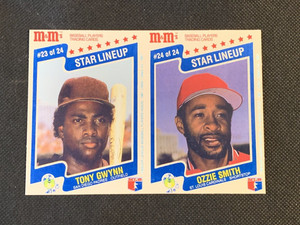 m&m's
BASEBALL PLAYERS
TRADING CARDS
#23 of 24
STAR LINEUP
TONY GWYNN
SAN DIEGO PADRES OUTFIELD
m&m's
BASEBALL PLAYERS
TRADING CARDS
#24 of 24
STAR LINEUP
OZZIE SMITH
ST. LOUIS CARDINALS SHORTSTOP